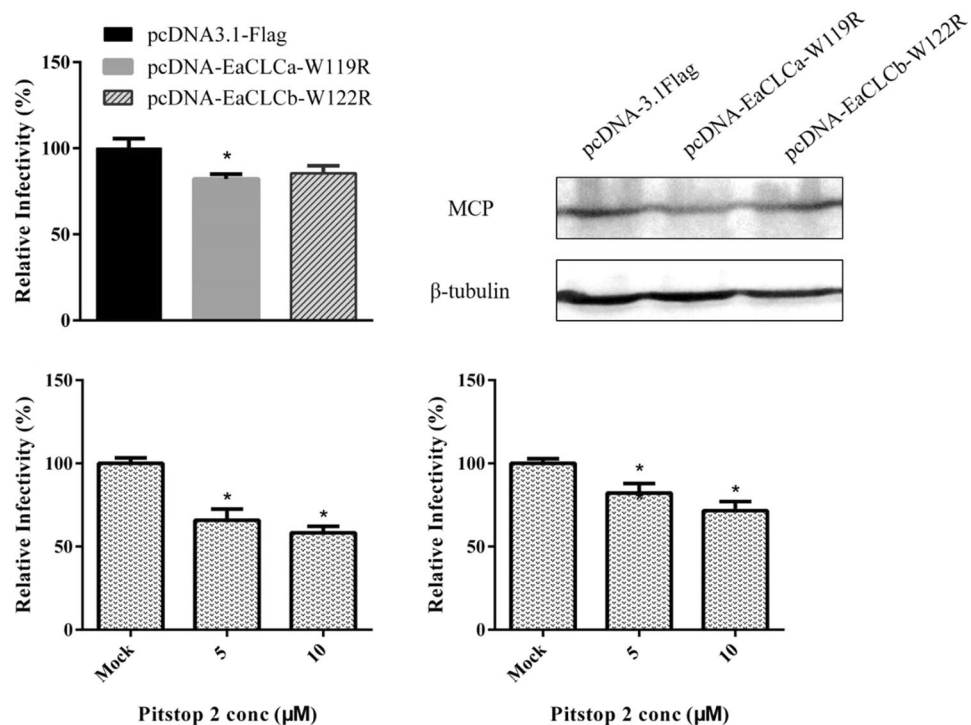 pcDNA3.1-Flag
pcDNA-EaCLCa-W119R
pcDNA-EaCLCb-W122R
Relative Infectivity (%)
150
100
50
0
*
pcDNA-3.1Flag
pcDNA-EaCLCa-W119R
pcDNA-EaCLCb-W122R
MCP
β-tubulin
Relative Infectivity (%)
150
100
50
0
*
*
Mock
5
10
Pitstop 2 conc (µM)
Relative Infectivity (%)
150
100
50
0
*
*
Mock
5
10
Pitstop 2 conc (µM)